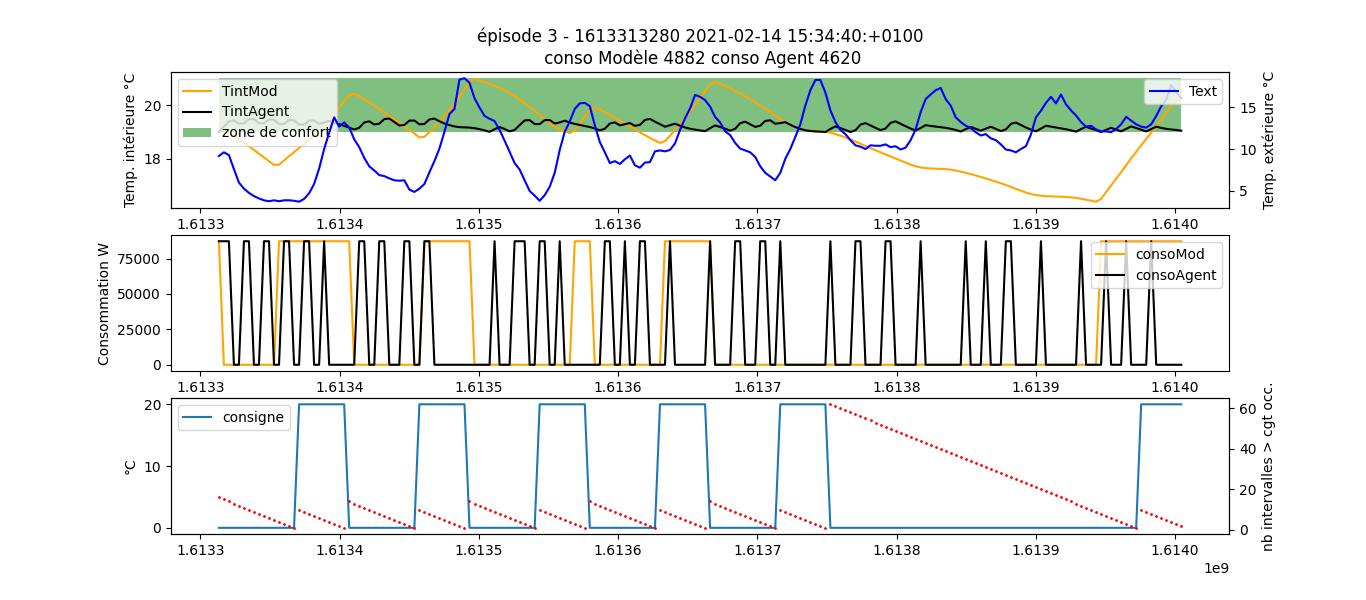 épisode 3 - 1613313280 2021-02-14 15:34:40:+0100
conso Modèle 4882 conso Agent 4620
Temp. intérieure °C
20
18
TintMod
TintAgent
zone de confort
Text
15
10
5
Temp. extérieure °C
1.6133 1.6134 1.6135 1.6136 1.6137 1.6138 1.6139 1.6140
Consommation W
75000
50000
25000
0
consoMod
consoAgent
1.6133 1.6134 1.6135 1.6136 1.6137 1.6138 1.6139 1.6140
°C
20
10
0
consigne
60
40
20
0
nb intervalles > cgt occ.
1.6133 1.6134 1.6135 1.6136 1.6137 1.6138 1.6139 1.6140
1e9